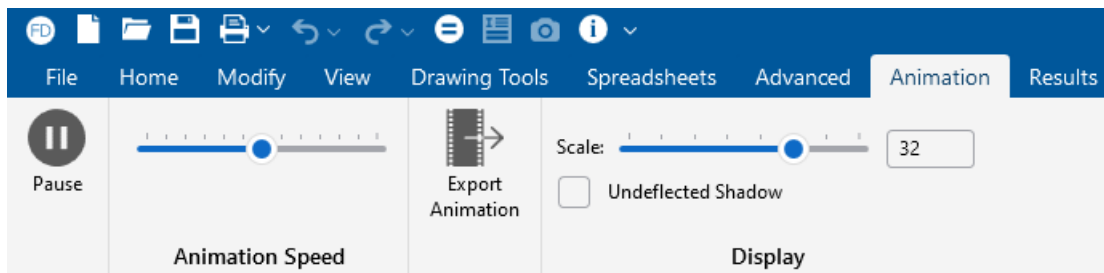 FD
File Home Modify View Drawing Tools Spreadsheets Advanced Animation Results
Pause
Animation Speed
Export
Animation
Scale: 32
Undeflected Shadow
Display